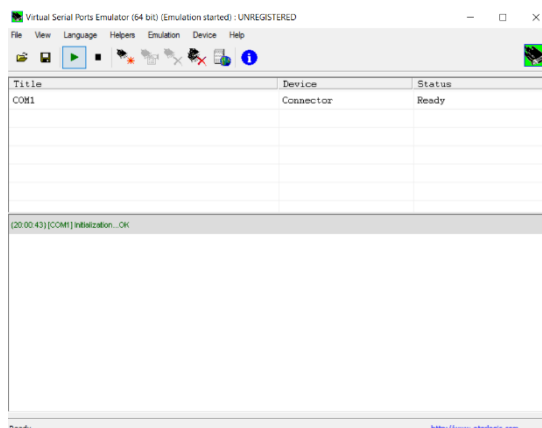 Virtual Serial Ports Emulator (64 bit) (Emulation started) : UNREGISTERED
File View Language Helpers Emulation Device Help
Title Device Status
COM1 Connector Ready
(20:00:43) [COM1] Initialization...OK